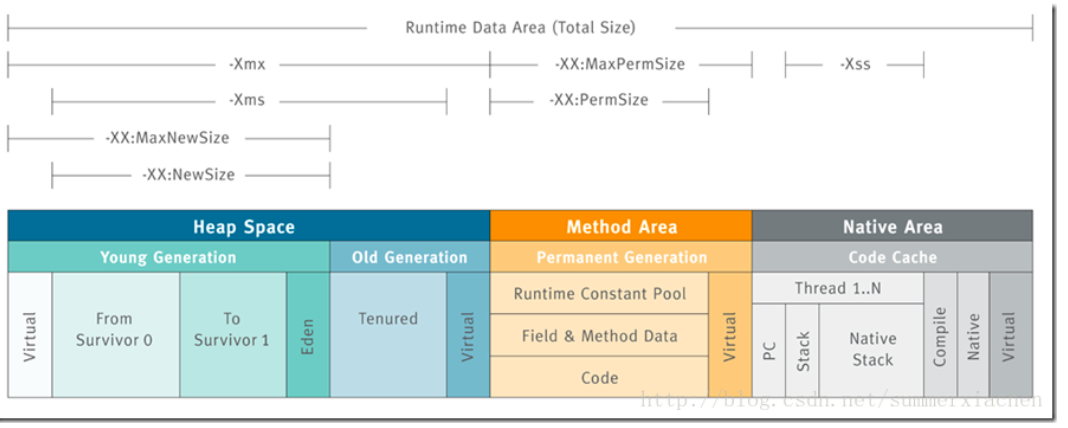 Runtime Data Area (Total Size)
-Xmx
-XX:MaxPermSize
-Xss
-Xms
-XX:PermSize
-XX:MaxNewSize
-XX:NewSize
Heap Space
Method Area
Native Area
Young Generation
Old Generation
Permanent Generation
Code Cache
Virtual
From
Survivor 0
To
Survivor 1
Eden
Tenured
Virtual
Runtime Constant Pool
Field & Method Data
Code
Virtual
Thread 1..N
PC
Stack
Native
Stack
Compile
Native
Virtual
http://blog.csdn.net/summerxiachen